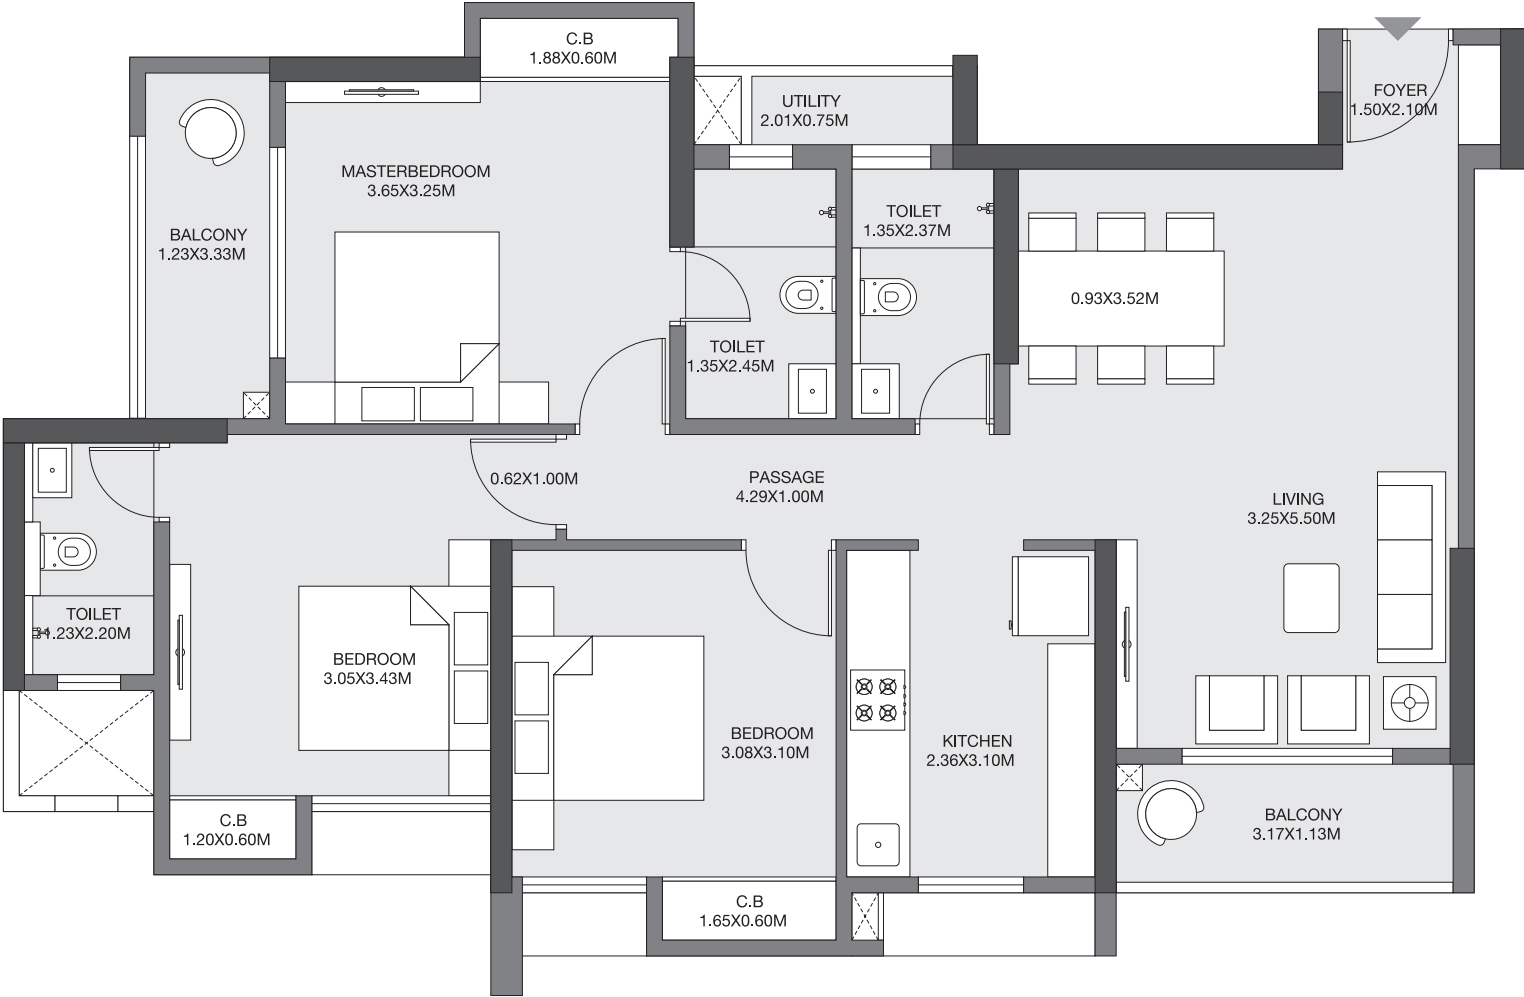 C.B
1.88X0.60M
FOYER
1.50X2.10M
UTILITY
2.01X0.75M
MASTERBEDROOM
3.65X3.25M
TOILET
1.35X2.37M
BALCONY
1.23X3.33M
0.93X3.52M
TOILET
1.35X2.45M
0.62X1.00M
PASSAGE
4.29X1.00M
LIVING
3.25X5.50M
TOILET
1.23X2.20M
BEDROOM
3.05X3.43M
BEDROOM
3.08X3.10M
KITCHEN
2.36X3.10M
C.B
1.20X0.60M
BALCONY
3.17X1.13M
C.B
1.65X0.60M